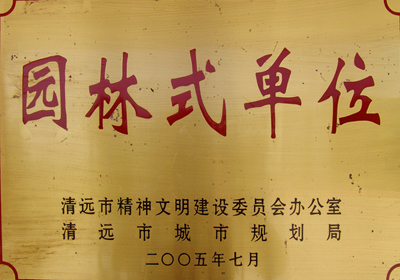 园林式单位
清远市精神文明建设委员会办公室
清远市城市规划局
二〇〇五年七月